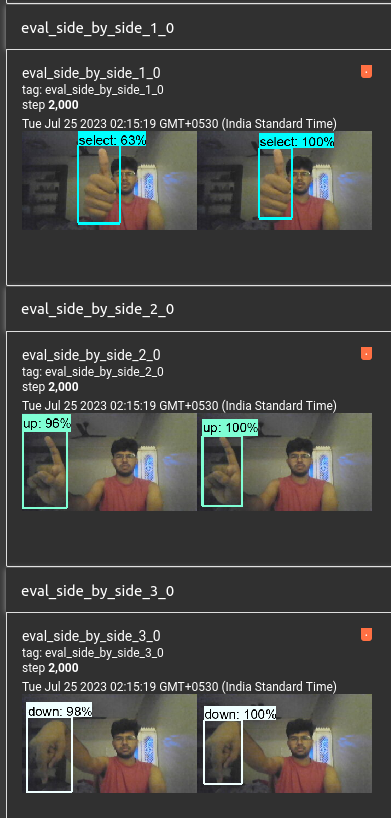 eval_side_by_side_1_0
eval_side_by_side_1_0
tag: eval_side_by_side_1_0
step 2,000
Tue Jul 25 2023 02:15:19 GMT+0530 (India Standard Time)
select: 63% select: 100%
eval_side_by_side_2_0
eval_side_by_side_2_0
tag: eval_side_by_side_2_0
step 2,000
Tue Jul 25 2023 02:15:19 GMT+0530 (India Standard Time)
up: 96% up: 100%
eval_side_by_side_3_0
eval_side_by_side_3_0
tag: eval_side_by_side_3_0
step 2,000
Tue Jul 25 2023 02:15:19 GMT+0530 (India Standard Time)
down: 98% down: 100%